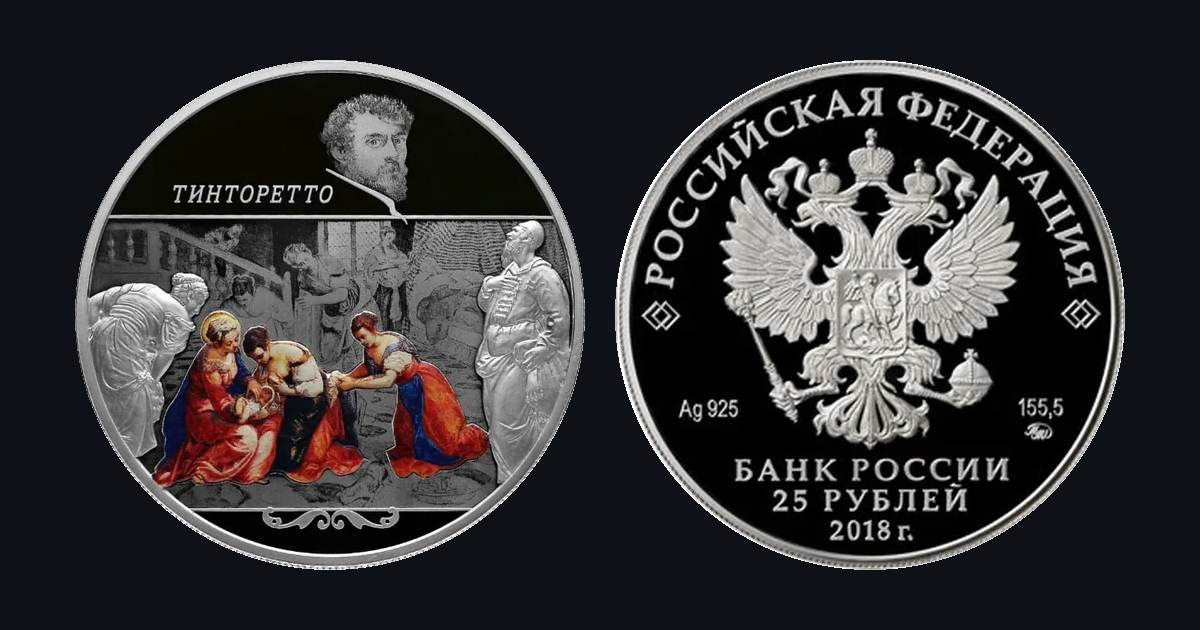 ТИНТОРЕТТО
РОССИЙСКАЯ ФЕДЕРАЦИЯ
Ag 925
155,5
БАНК РОССИИ
25 РУБЛЕЙ
2018 г.